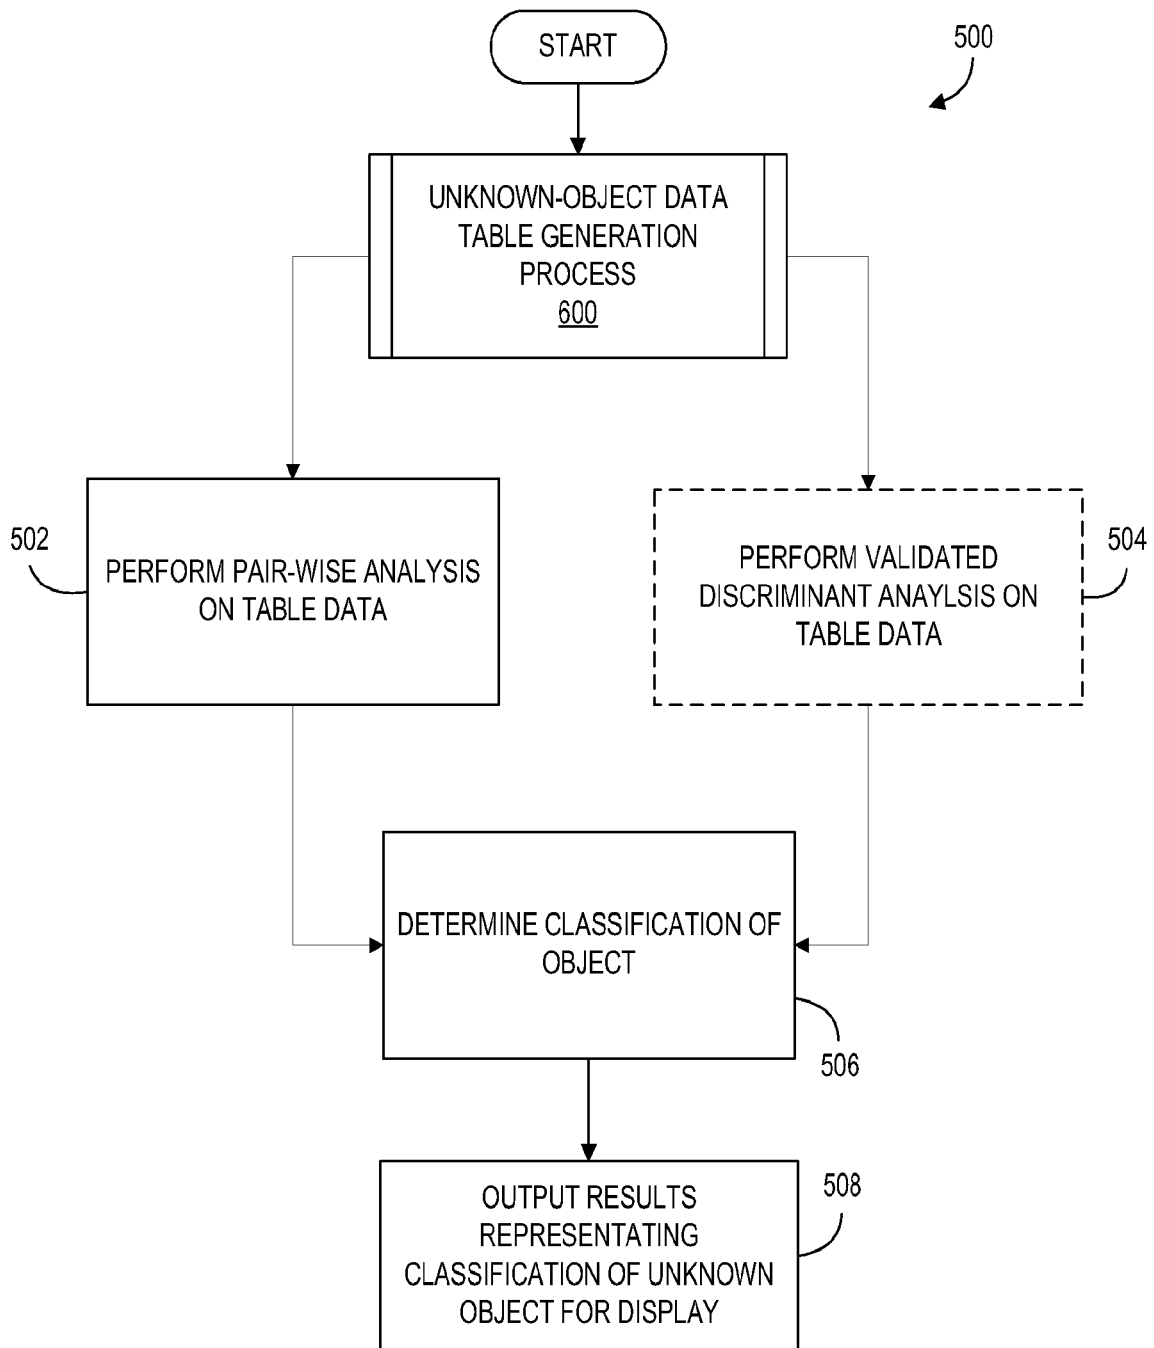 START
500
UNKNOWN-OBJECT DATA
TABLE GENERATION
PROCESS
600
502
PERFORM PAIR-WISE ANALYSIS
ON TABLE DATA
PERFORM VALIDATED
DISCRIMINANT ANAYLSIS ON
TABLE DATA
504
DETERMINE CLASSIFICATION OF
OBJECT
506
OUTPUT RESULTS
REPRESENTATING
CLASSIFICATION OF UNKNOWN
OBJECT FOR DISPLAY
508